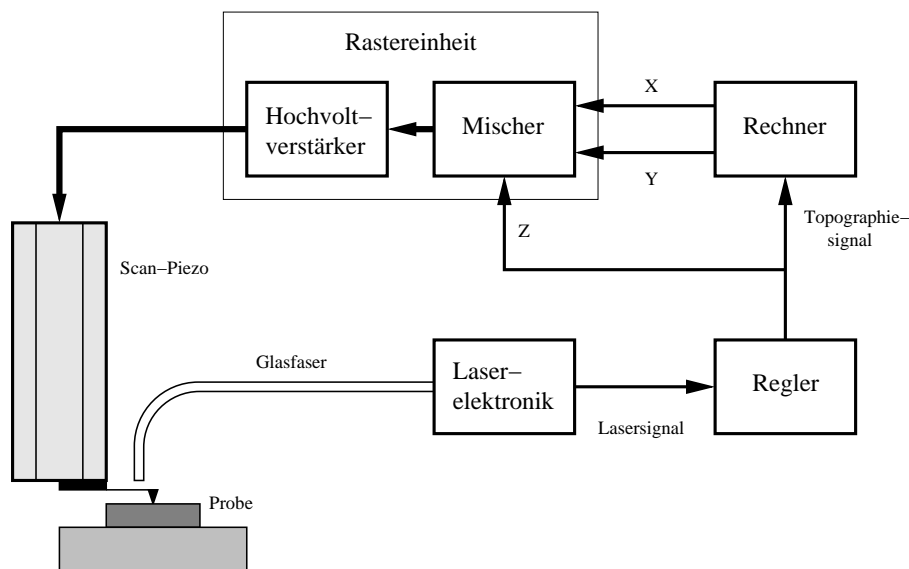 Rastereinheit
Hochvolt–
verstärker
Mischer
X
Y
Rechner
Z
Topographie–
signal
Scan–Piezo
Glasfaser
Laser–
elektronik
Lasersignal
Regler
Probe